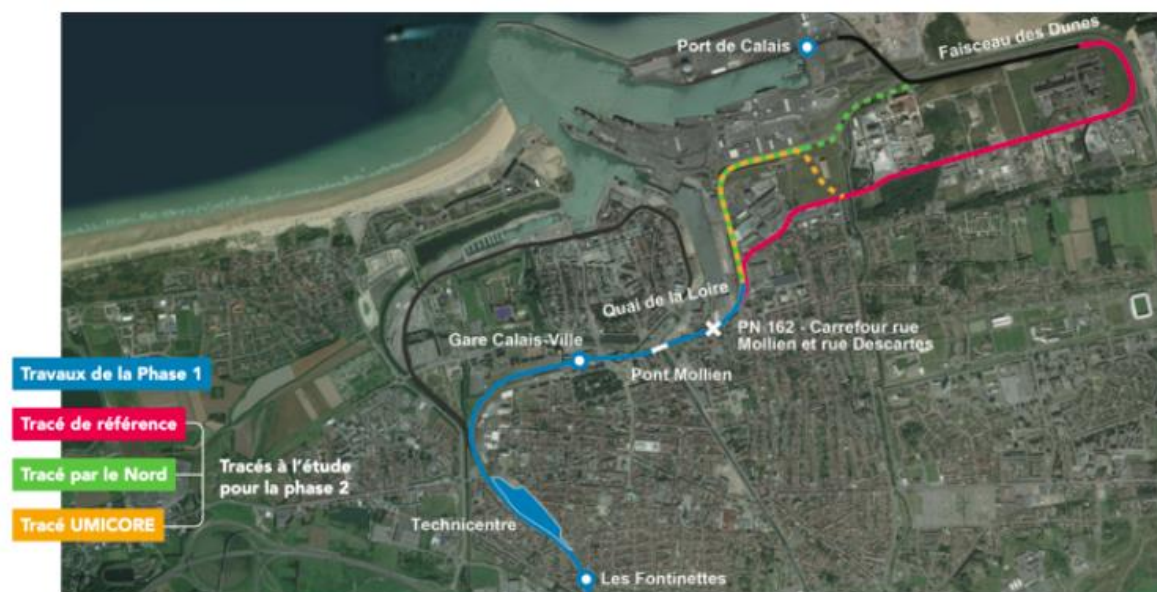 Port de Calais
Faisceau des Dunes
Quai de la Loire
PN 162 - Carrefour rue
Mollien et rue Descartes
Gare Calais-Ville
Pont Mollien
Travaux de la Phase 1
Tracé de référence
Tracé par le Nord
Tracé UMICORE
Tracés à l'étude
pour la phase 2
Technicentre
Les Fontinettes